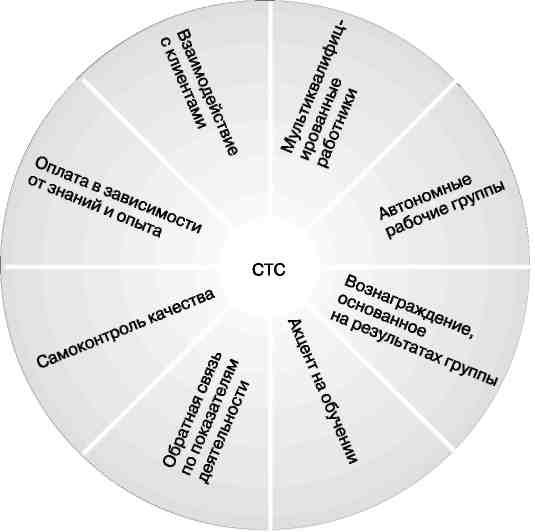 Взаимодействие
с клиентами
Мультиквалифиц-
ированные
работники
Автономные
рабочие группы
Вознаграждение,
основанное
на результатах группы
Акцент на обучении
Обратная связь
по показателям
деятельности
Самоконтроль качества
Оплата в зависимости
от знаний и опыта
СТС